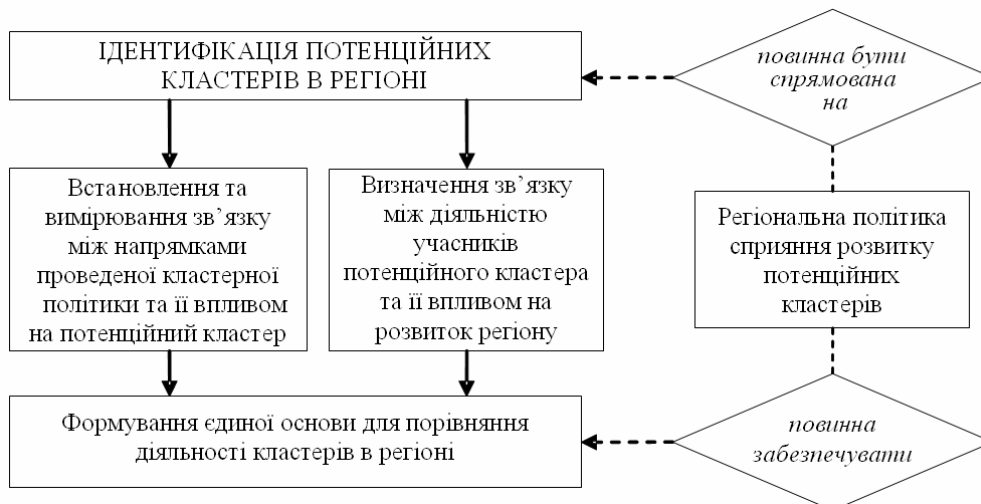 ІДЕНТИФІКАЦІЯ ПОТЕНЦІЙНИХ
КЛАСТЕРІВ В РЕГІОНІ
повинна бути
спрямована
на
Встановлення та
вимірювання зв’язку
між напрямками
проведеної кластерної
політики та її впливом
на потенційний кластер
Визначення зв’язку
між діяльністю
учасників
потенційного кластера
та її впливом на
розвиток регіону
Регіональна політика
сприяння розвитку
потенційних
кластерів
Формування єдиної основи для порівняння
діяльності кластерів в регіоні
повинна
забезпечувати